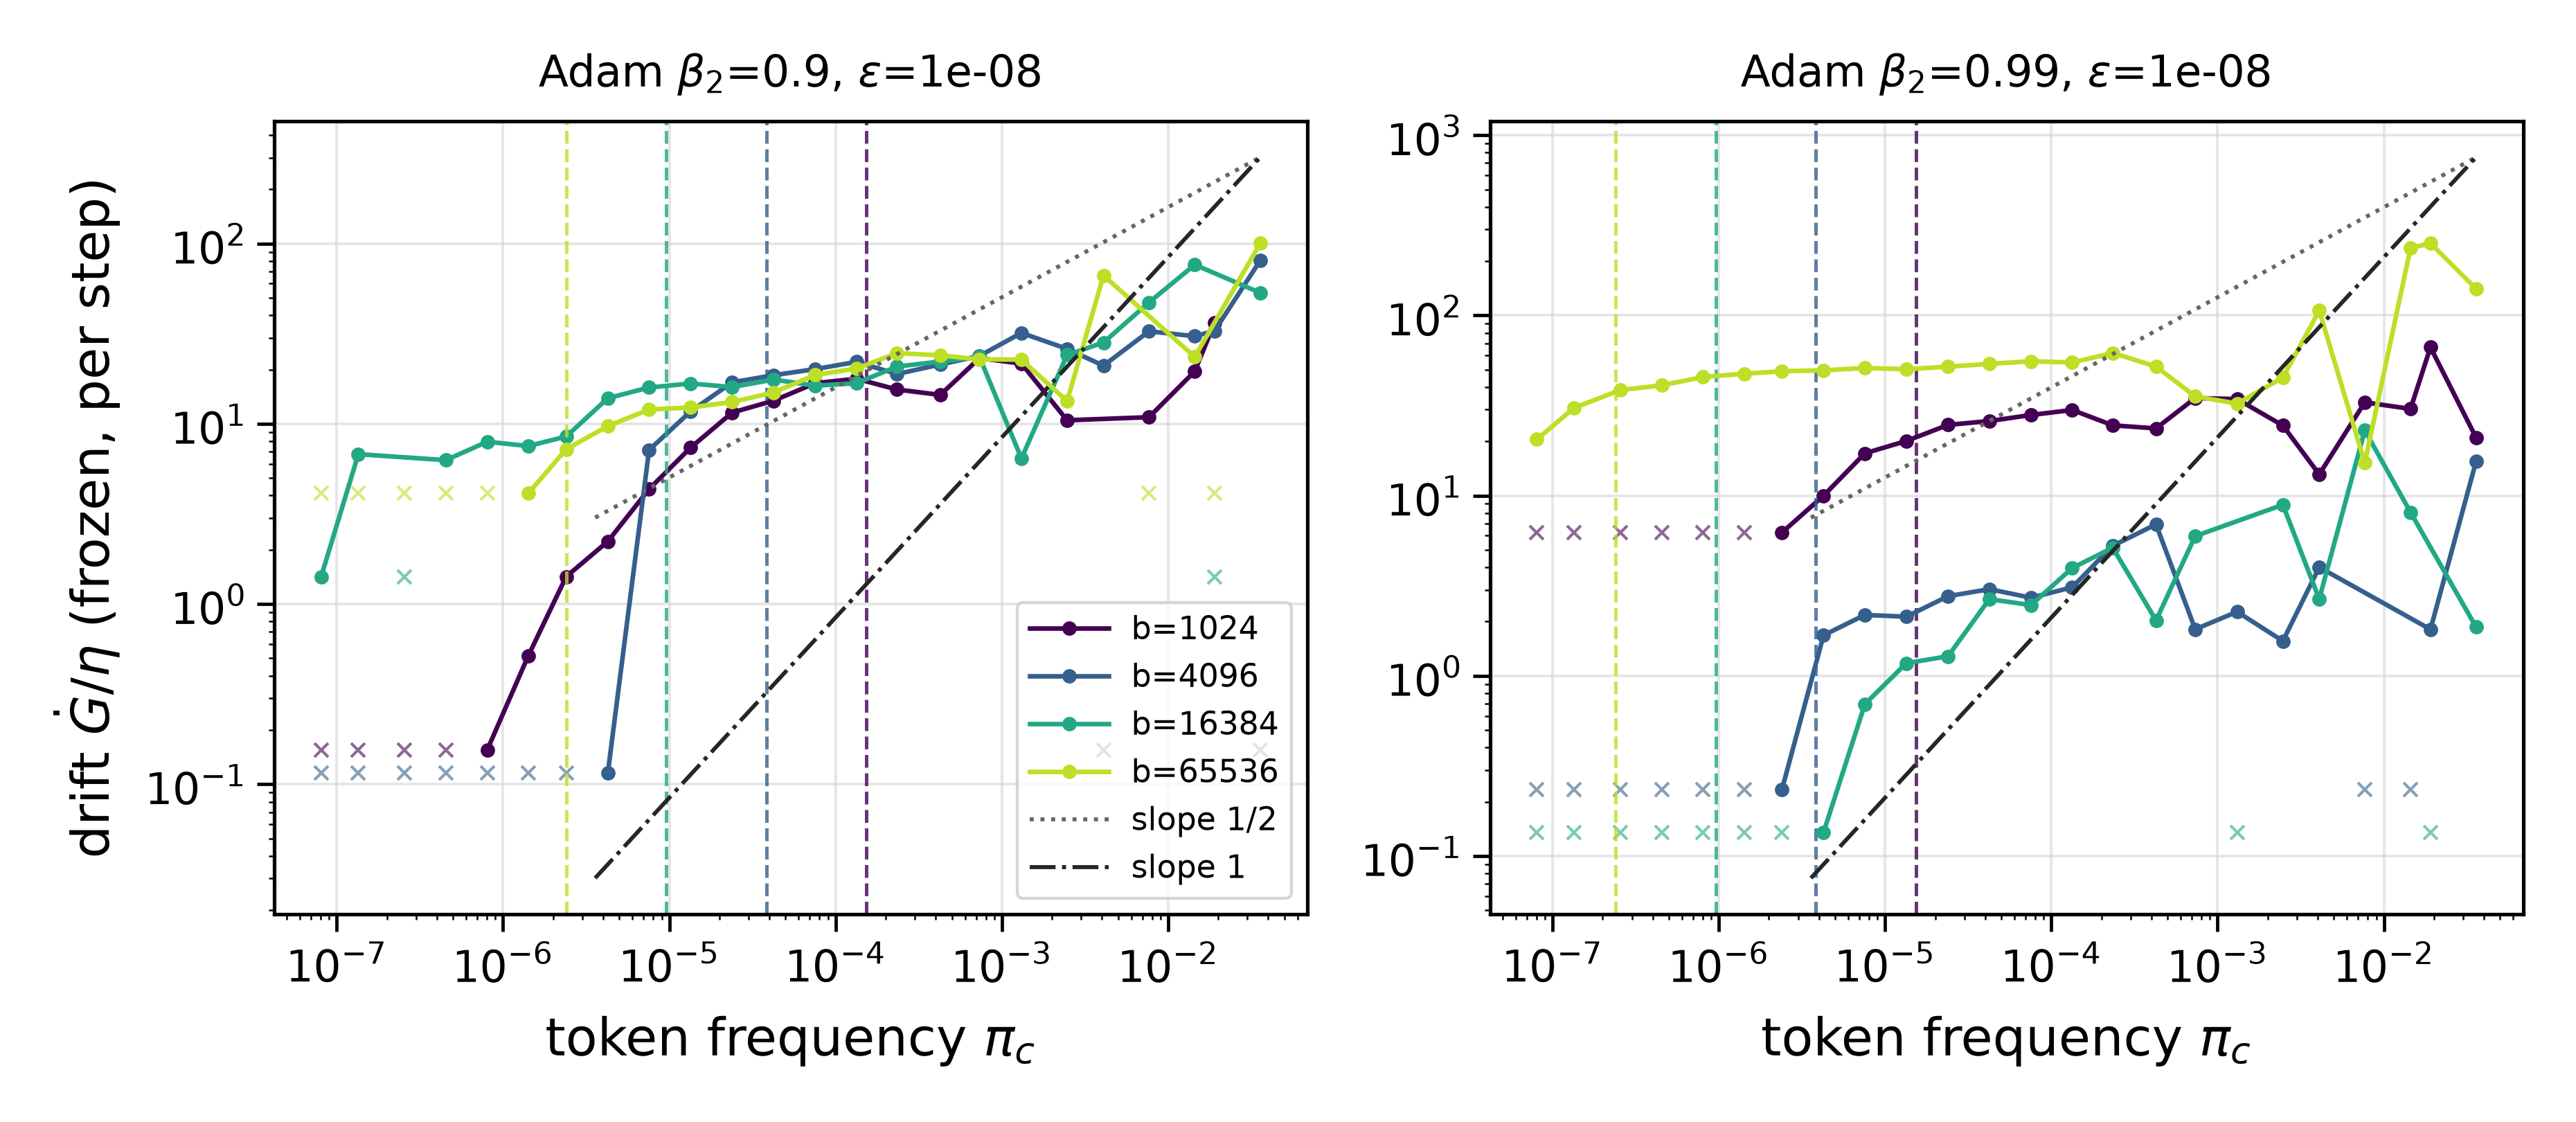 Adam β₂=0.9, ε=1e-08
drift Ġ/η (frozen, per step)
10²
10¹
10⁰
10⁻¹
b=1024
b=4096
b=16384
b=65536
slope 1/2
slope 1
10⁻⁷ 10⁻⁶ 10⁻⁵ 10⁻⁴ 10⁻³ 10⁻²
token frequency π_c
Adam β₂=0.99, ε=1e-08
10³
10²
10¹
10⁰
10⁻¹
10⁻⁷ 10⁻⁶ 10⁻⁵ 10⁻⁴ 10⁻³ 10⁻²
token frequency π_c